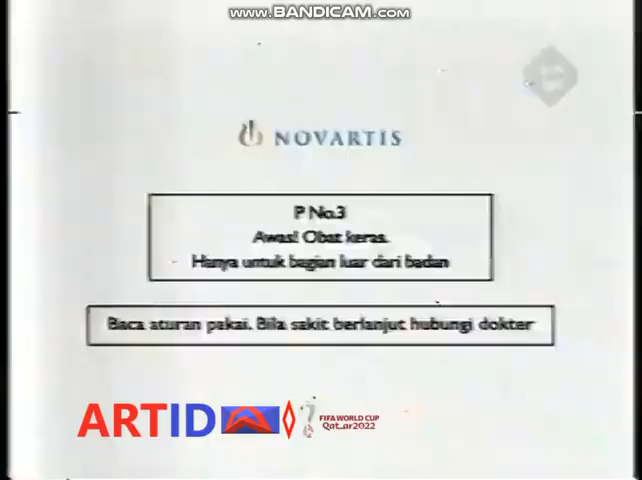 WWW.BANDICAM.COM
NOVARTIS
P No.3
Awas! Obat keras.
Hanya untuk bagian luar dari badan
Baca aturan pakai. Bila sakit berlanjut hubungi dokter
ARTID
FIFA WORLD CUP
Qatar2022